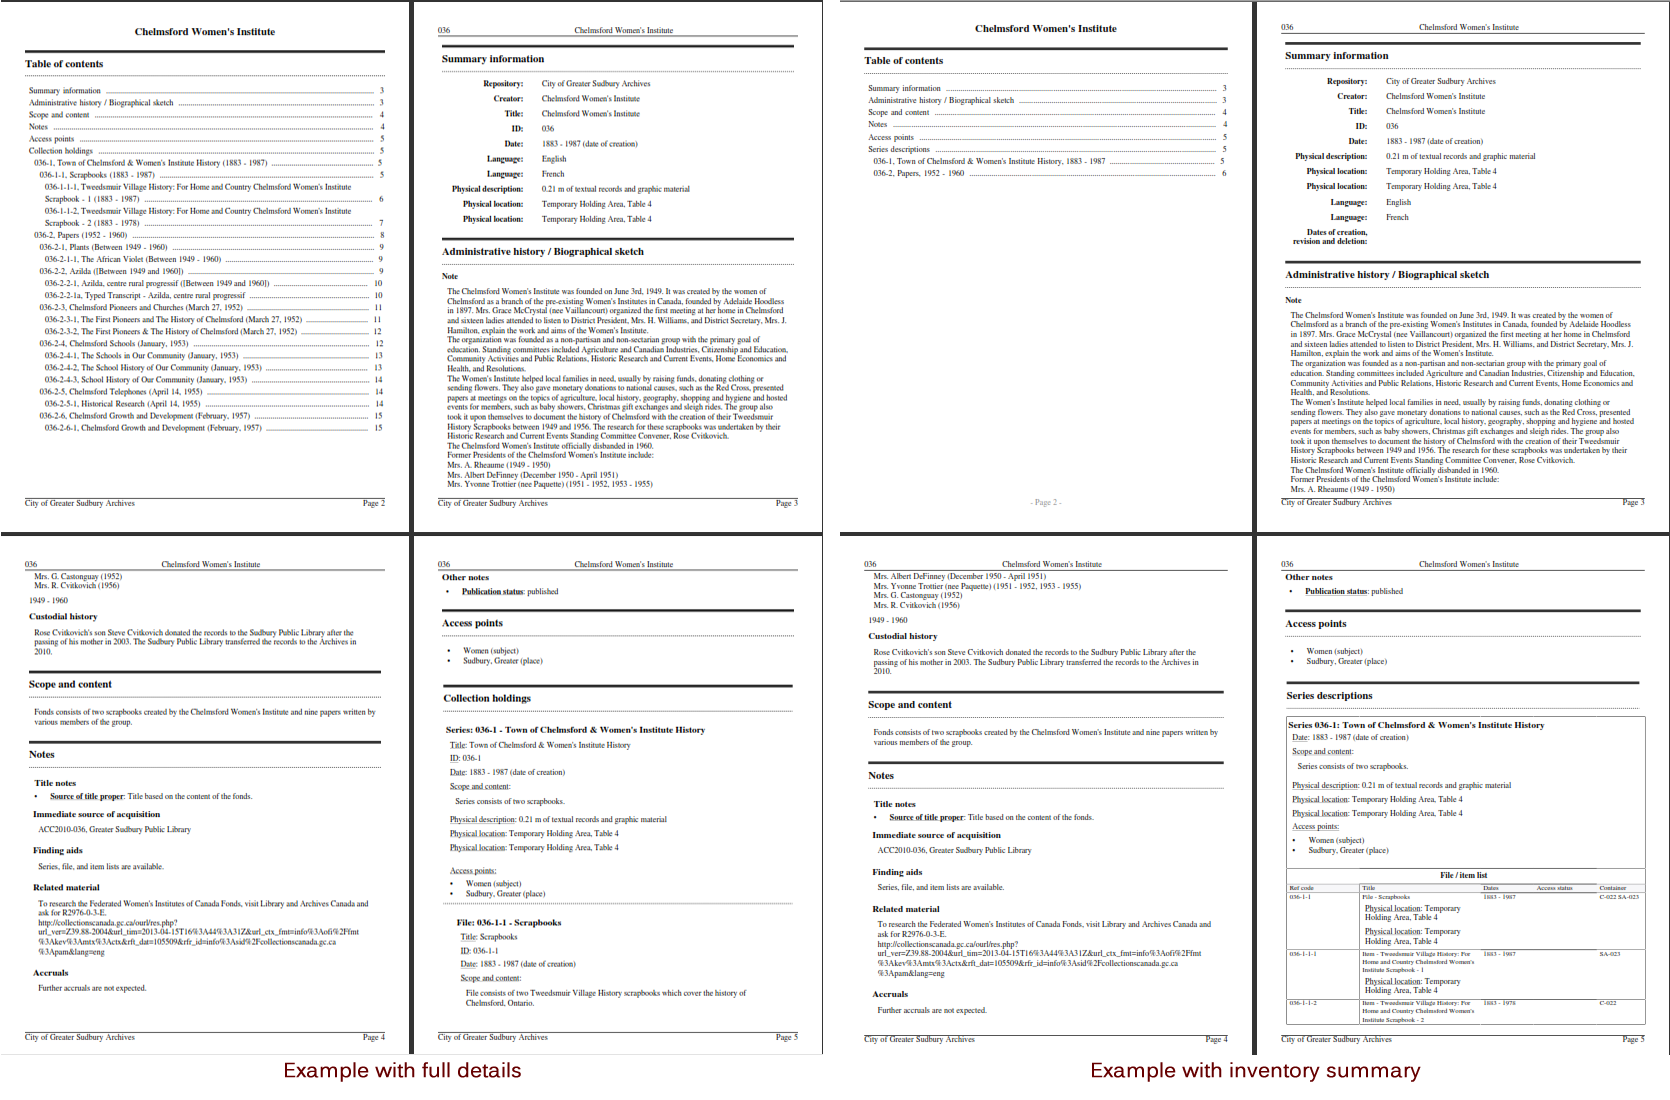 Chelmsford Women's Institute
Table of contents
Summary information 3
Administrative history / Biographical sketch 3
Scope and content 4
Notes 4
Access points 5
Collection holdings 5
036-1, Town of Chelmsford & Women's Institute History (1883 - 1987) 5
036-1-1, Scrapbooks (1883 - 1987) 5
036-1-1-1, Tweedsmuir Village History: For Home and Country Chelmsford Women's Institute
Scrapbook - 1 (1883 - 1987) 6
036-1-1-2, Tweedsmuir Village History: For Home and Country Chelmsford Women's Institute
Scrapbook - 2 (1883 - 1978) 7
036-2, Papers (1952 - 1960) 8
036-2-1, Plants (Between 1949 - 1960) 9
036-2-1-1, The African Violet (Between 1949 - 1960) 9
036-2-2, Azilda ([Between 1949 and 1960]) 9
036-2-2-1, Azilda, centre rural progressif ([Between 1949 and 1960]) 10
036-2-2-1a, Typed Transcript - Azilda, centre rural progressif 10
036-2-3, Chelmsford Pioneers and Churches (March 27, 1952) 11
036-2-3-1, The First Pioneers and The History of Chelmsford (March 27, 1952) 11
036-2-3-2, The First Pioneers & The History of Chelmsford (March 27, 1952) 12
036-2-4, Chelmsford Schools (January, 1953) 12
036-2-4-1, The Schools in Our Community (January, 1953) 13
036-2-4-2, The School History of Our Community (January, 1953) 13
036-2-4-3, School History of Our Community (January, 1953) 14
036-2-5, Chelmsford Telephones (April 14, 1955) 14
036-2-5-1, Historical Research (April 14, 1955) 14
036-2-6, Chelmsford Growth and Development (February, 1957) 15
036-2-6-1, Chelmsford Growth and Development (February, 1957) 15
City of Greater Sudbury Archives Page 2
036 Chelmsford Women's Institute
Summary information
Repository: City of Greater Sudbury Archives
Creator: Chelmsford Women's Institute
Title: Chelmsford Women's Institute
ID: 036
Date: 1883 - 1987 (date of creation)
Language: English
Language: French
Physical description: 0.21 m of textual records and graphic material
Physical location: Temporary Holding Area, Table 4
Physical location: Temporary Holding Area, Table 4
Administrative history / Biographical sketch
Note
The Chelmsford Women's Institute was founded on June 3rd, 1949. It was created by the women of
Chelmsford as a branch of the pre-existing Women's Institutes in Canada, founded by Adelaide Hoodless
in 1897. Mrs. Grace McCrystal (nee Vaillancourt) organized the first meeting at her home in Chelmsford
and sixteen ladies attended to listen to District President, Mrs. H. Williams, and District Secretary, Mrs. J.
Hamilton, explain the work and aims of the Women's Institute.
The organization was founded as a non-partisan and non-sectarian group with the primary goal of
education. Standing committees included Agriculture and Canadian Industries, Citizenship and Education,
Community Activities and Public Relations, Historic Research and Current Events, Home Economics and
Health, and Resolutions.
The Women's Institute helped local families in need, usually by raising funds, donating clothing or
sending flowers. They also gave monetary donations to national causes, such as the Red Cross, presented
papers at meetings on the topics of agriculture, local history, geography, shopping and hygiene and hosted
events for members, such as baby showers, Christmas gift exchanges and sleigh rides. The group also
took it upon themselves to document the history of Chelmsford with the creation of their Tweedsmuir
History Scrapbooks between 1949 and 1956. The research for these scrapbooks was undertaken by their
Historic Research and Current Events Standing Committee Convener, Rose Cvitkovich.
The Chelmsford Women's Institute officially disbanded in 1960.
Former Presidents of the Chelmsford Women's Institute include:
Mrs. A. Rheaume (1949 - 1950)
Mrs. Albert DeFinney (December 1950 - April 1951)
Mrs. Yvonne Trottier (nee Paquette) (1951 - 1952, 1953 - 1955)
City of Greater Sudbury Archives Page 3
Chelmsford Women's Institute
Table of contents
Summary information 3
Administrative history / Biographical sketch 3
Scope and content 4
Notes 4
Access points 5
Series descriptions 5
036-1, Town of Chelmsford & Women's Institute History, 1883 - 1987 5
036-2, Papers, 1952 - 1960 6
- Page 2 -
036 Chelmsford Women's Institute
Summary information
Repository: City of Greater Sudbury Archives
Creator: Chelmsford Women's Institute
Title: Chelmsford Women's Institute
ID: 036
Date: 1883 - 1987 (date of creation)
Physical description: 0.21 m of textual records and graphic material
Physical location: Temporary Holding Area, Table 4
Physical location: Temporary Holding Area, Table 4
Language: English
Language: French
Dates of creation,
revision and deletion:
Administrative history / Biographical sketch
Note
The Chelmsford Women's Institute was founded on June 3rd, 1949. It was created by the women of
Chelmsford as a branch of the pre-existing Women's Institutes in Canada, founded by Adelaide Hoodless
in 1897. Mrs. Grace McCrystal (nee Vaillancourt) organized the first meeting at her home in Chelmsford
and sixteen ladies attended to listen to District President, Mrs. H. Williams, and District Secretary, Mrs. J.
Hamilton, explain the work and aims of the Women's Institute.
The organization was founded as a non-partisan and non-sectarian group with the primary goal of
education. Standing committees included Agriculture and Canadian Industries, Citizenship and Education,
Community Activities and Public Relations, Historic Research and Current Events, Home Economics and
Health, and Resolutions.
The Women's Institute helped local families in need, usually by raising funds, donating clothing or
sending flowers. They also gave monetary donations to national causes, such as the Red Cross, presented
papers at meetings on the topics of agriculture, local history, geography, shopping and hygiene and hosted
events for members, such as baby showers, Christmas gift exchanges and sleigh rides. The group also
took it upon themselves to document the history of Chelmsford with the creation of their Tweedsmuir
History Scrapbooks between 1949 and 1956. The research for these scrapbooks was undertaken by their
Historic Research and Current Events Standing Committee Convener, Rose Cvitkovich.
The Chelmsford Women's Institute officially disbanded in 1960.
Former Presidents of the Chelmsford Women's Institute include:
Mrs. A. Rheaume (1949 - 1950)
City of Greater Sudbury Archives Page 3
036 Chelmsford Women's Institute
Mrs. G. Castonguay (1952)
Mrs. R. Cvitkovich (1956)
1949 - 1960
Custodial history
Rose Cvitkovich's son Steve Cvitkovich donated the records to the Sudbury Public Library after the
passing of his mother in 2003. The Sudbury Public Library transferred the records to the Archives in
2010.
Scope and content
Fonds consists of two scrapbooks created by the Chelmsford Women's Institute and nine papers written by
various members of the group.
Notes
Title notes
• Source of title proper: Title based on the content of the fonds.
Immediate source of acquisition
ACC2010-036, Greater Sudbury Public Library
Finding aids
Series, file, and item lists are available.
Related material
To research the Federated Women's Institutes of Canada Fonds, visit Library and Archives Canada and
ask for R2976-0-3-E.
http://collectionscanada.gc.ca/ourl/res.php?
url_ver=Z39.88-2004&url_tim=2013-04-15T16%3A44%3A31Z&url_ctx_fmt=info%3Aofi%2Ffmt
%3Akev%3Amtx%3Actx&rft_dat=105509&rfr_id=info%3Asid%2Fcollectionscanada.gc.ca
%3Apam&lang=eng
Accruals
Further accruals are not expected.
City of Greater Sudbury Archives Page 4
036 Chelmsford Women's Institute
Other notes
• Publication status: published
Access points
• Women (subject)
• Sudbury, Greater (place)
Collection holdings
Series: 036-1 - Town of Chelmsford & Women's Institute History
Title: Town of Chelmsford & Women's Institute History
ID: 036-1
Date: 1883 - 1987 (date of creation)
Scope and content:
Series consists of two scrapbooks.
Physical description: 0.21 m of textual records and graphic material
Physical location: Temporary Holding Area, Table 4
Physical location: Temporary Holding Area, Table 4
Access points:
• Women (subject)
• Sudbury, Greater (place)
File: 036-1-1 - Scrapbooks
Title: Scrapbooks
ID: 036-1-1
Date: 1883 - 1987 (date of creation)
Scope and content:
File consists of two Tweedsmuir Village History scrapbooks which cover the history of
Chelmsford, Ontario.
City of Greater Sudbury Archives Page 5
036 Chelmsford Women's Institute
Mrs. Albert DeFinney (December 1950 - April 1951)
Mrs. Yvonne Trottier (nee Paquette) (1951 - 1952, 1953 - 1955)
Mrs. G. Castonguay (1952)
Mrs. R. Cvitkovich (1956)
1949 - 1960
Custodial history
Rose Cvitkovich's son Steve Cvitkovich donated the records to the Sudbury Public Library after the
passing of his mother in 2003. The Sudbury Public Library transferred the records to the Archives in
2010.
Scope and content
Fonds consists of two scrapbooks created by the Chelmsford Women's Institute and nine papers written by
various members of the group.
Notes
Title notes
• Source of title proper: Title based on the content of the fonds.
Immediate source of acquisition
ACC2010-036, Greater Sudbury Public Library
Finding aids
Series, file, and item lists are available.
Related material
To research the Federated Women's Institutes of Canada Fonds, visit Library and Archives Canada and
ask for R2976-0-3-E.
http://collectionscanada.gc.ca/ourl/res.php?
url_ver=Z39.88-2004&url_tim=2013-04-15T16%3A44%3A31Z&url_ctx_fmt=info%3Aofi%2Ffmt
%3Akev%3Amtx%3Actx&rft_dat=105509&rfr_id=info%3Asid%2Fcollectionscanada.gc.ca
%3Apam&lang=eng
Accruals
Further accruals are not expected.
City of Greater Sudbury Archives Page 4
036 Chelmsford Women's Institute
Other notes
• Publication status: published
Access points
• Women (subject)
• Sudbury, Greater (place)
Series descriptions
Series 036-1: Town of Chelmsford & Women's Institute History
Date: 1883 - 1987 (date of creation)
Scope and content:
Series consists of two scrapbooks.
Physical description: 0.21 m of textual records and graphic material
Physical location: Temporary Holding Area, Table 4
Physical location: Temporary Holding Area, Table 4
Access points:
• Women (subject)
• Sudbury, Greater (place)
File / item list
Ref code Title Dates Access status Container
036-1-1 File - Scrapbooks 1883 - 1987 C-022 SA-023
Physical location: Temporary
Holding Area, Table 4
Physical location: Temporary
Holding Area, Table 4
036-1-1-1 Item - Tweedsmuir Village History: For 1883 - 1987 SA-023
Home and Country Chelmsford Women's
Institute Scrapbook - 1
Physical location: Temporary
Holding Area, Table 4
036-1-1-2 Item - Tweedsmuir Village History: For 1883 - 1978 C-022
Home and Country Chelmsford Women's
Institute Scrapbook - 2
City of Greater Sudbury Archives Page 5
Example with full details
Example with inventory summary